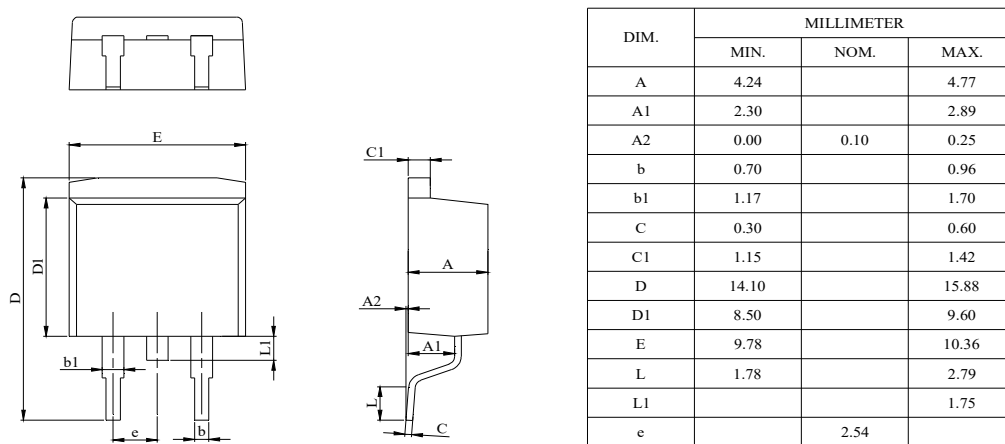 E
D
D1
b1
L1
e
b
C1
A
A2
A1
L
C
DIM. MILLIMETER
MIN. NOM. MAX.
A 4.24 4.77
A1 2.30 2.89
A2 0.00 0.10 0.25
b 0.70 0.96
b1 1.17 1.70
C 0.30 0.60
C1 1.15 1.42
D 14.10 15.88
D1 8.50 9.60
E 9.78 10.36
L 1.78 2.79
L1 1.75
e 2.54